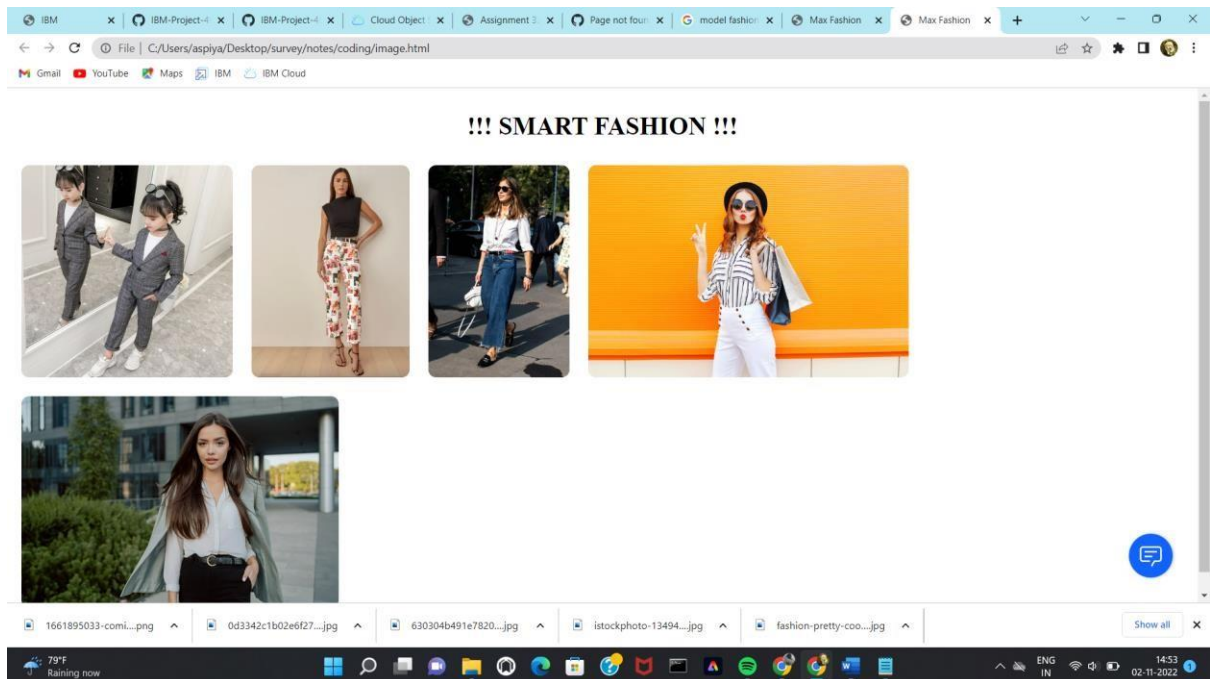 IBM
IBM-Project-4
IBM-Project-4
Cloud Object
Assignment 3.
Page not foun
model fashion
Max Fashion
Max Fashion
File | C:/Users/aspiya/Desktop/survey/notes/coding/image.html
Gmail YouTube Maps IBM IBM Cloud
!!! SMART FASHION !!!
1661895033-comi....png
0d3342c1b02e6f27....jpg
630304b491e7820....jpg
istockphoto-13494....jpg
fashion-pretty-coo....jpg
Show all
79°F
Raining now
ENG
IN
14:53
02-11-2022
1